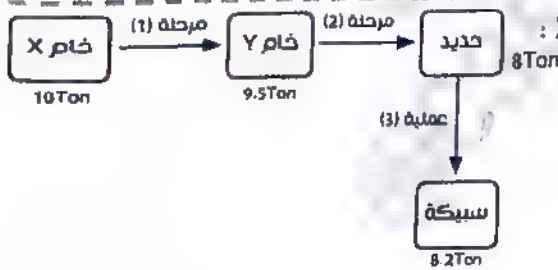 خام X
مرحلة (1)
خام Y
مرحلة (2)
حديد
:
10Ton
9.5Ton
8Ton
عملية (3)
سبيكة
8.2Ton